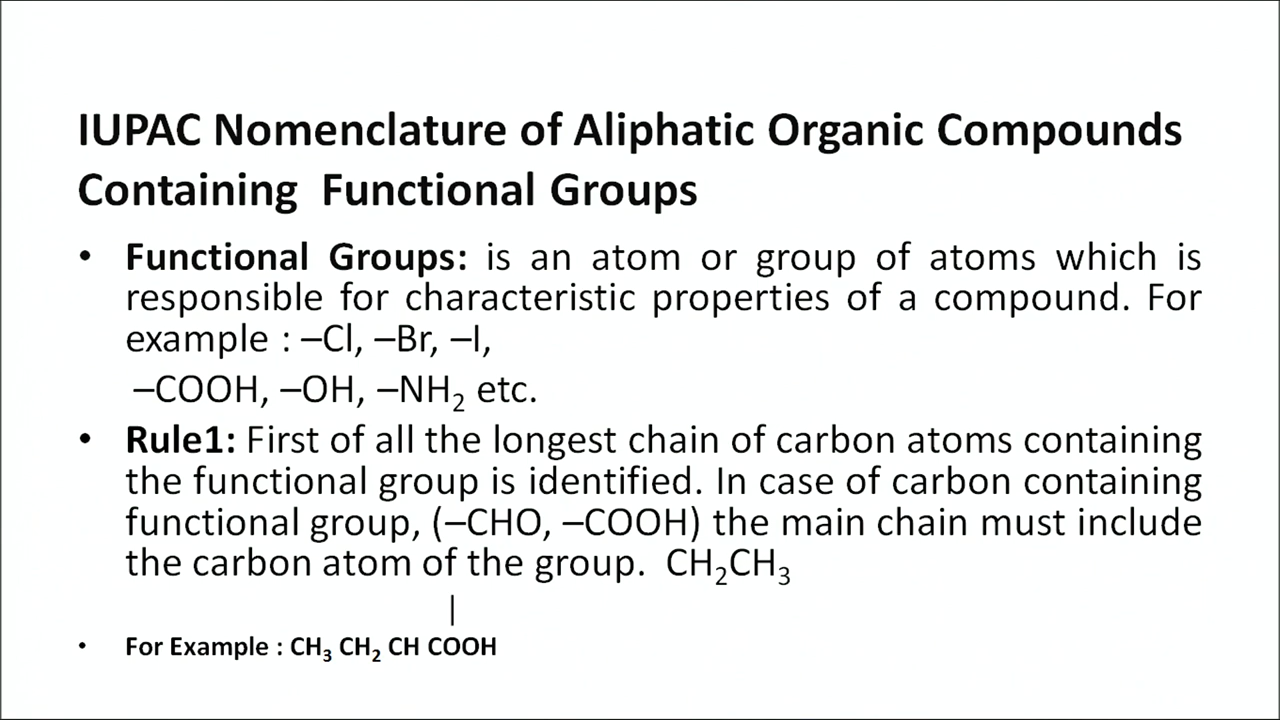 IUPAC Nomenclature of Aliphatic Organic Compounds
Containing Functional Groups
• Functional Groups: is an atom or group of atoms which is
responsible for characteristic properties of a compound. For
example : –Cl, –Br, –I,
–COOH, –OH, –NH₂ etc.
• Rule1: First of all the longest chain of carbon atoms containing
the functional group is identified. In case of carbon containing
functional group, (–CHO, –COOH) the main chain must include
the carbon atom of the group. CH₂CH₃
|
• For Example : CH₃ CH₂ CH COOH